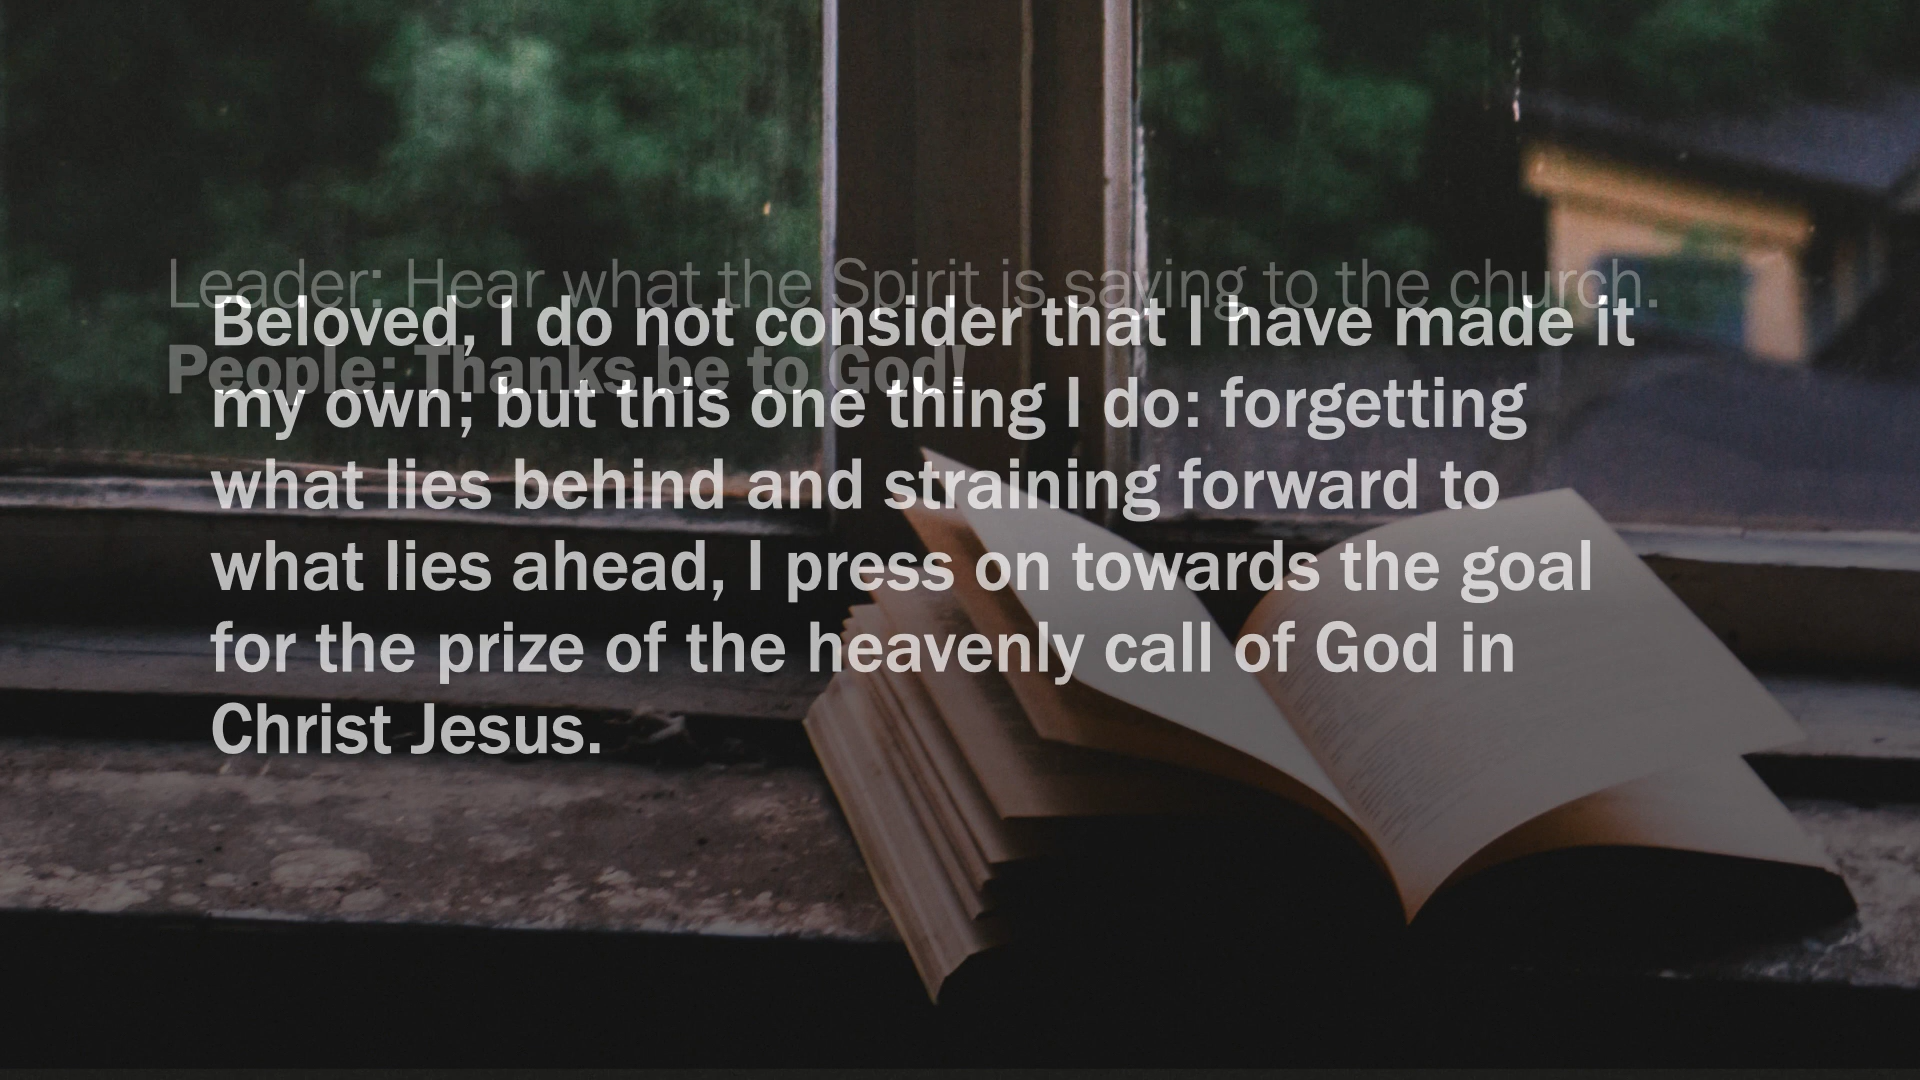 Leader: Hear what the Spirit is saying to the church.
People: Thanks be to God!
Beloved, I do not consider that I have made it
my own; but this one thing I do: forgetting
what lies behind and straining forward to
what lies ahead, I press on towards the goal
for the prize of the heavenly call of God in
Christ Jesus.